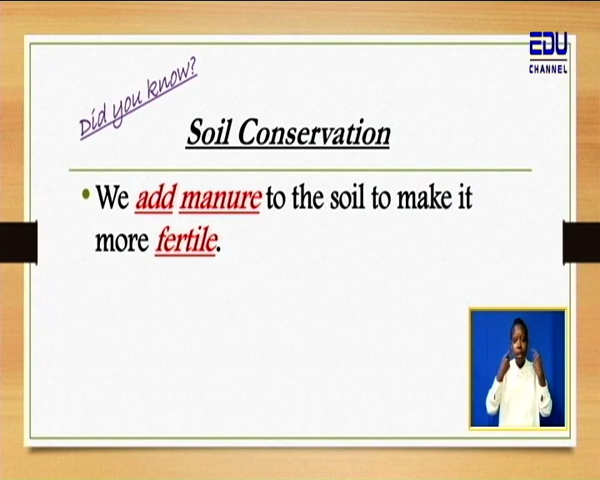 EDU
CHANNEL
Did you know?
Soil Conservation
• We add manure to the soil to make it
more fertile.